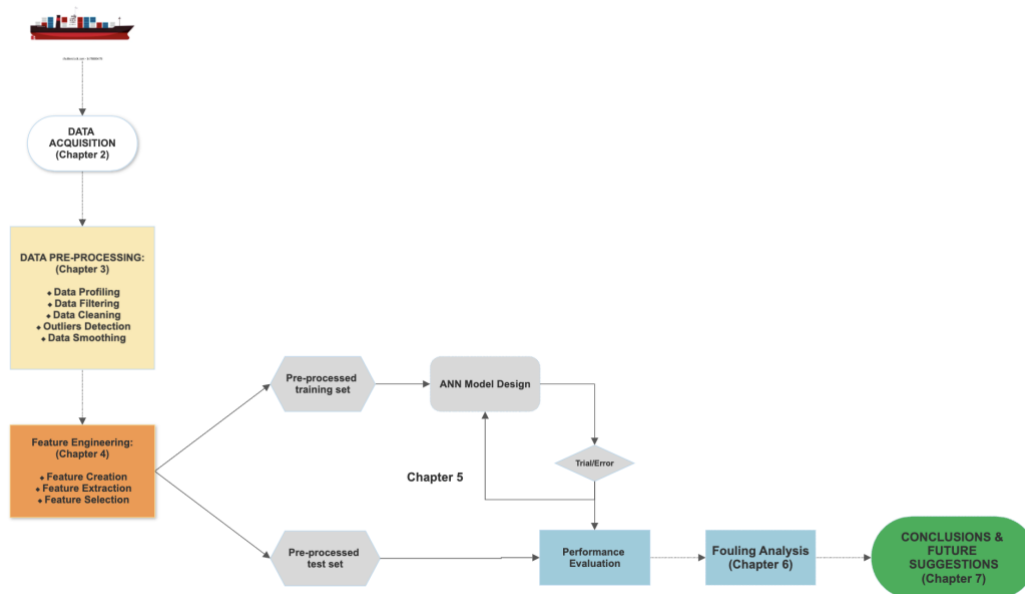 DATA
ACQUISITION
(Chapter 2)
DATA PRE-PROCESSING:
(Chapter 3)
◆ Data Profiling
◆ Data Filtering
◆ Data Cleaning
◆ Outliers Detection
◆ Data Smoothing
Feature Engineering:
(Chapter 4)
◆ Feature Creation
◆ Feature Extraction
◆ Feature Selection
Pre-processed
training set
ANN Model Design
Trial/Error
Chapter 5
Pre-processed
test set
Performance
Evaluation
Fouling Analysis
(Chapter 6)
CONCLUSIONS &
FUTURE
SUGGESTIONS
(Chapter 7)